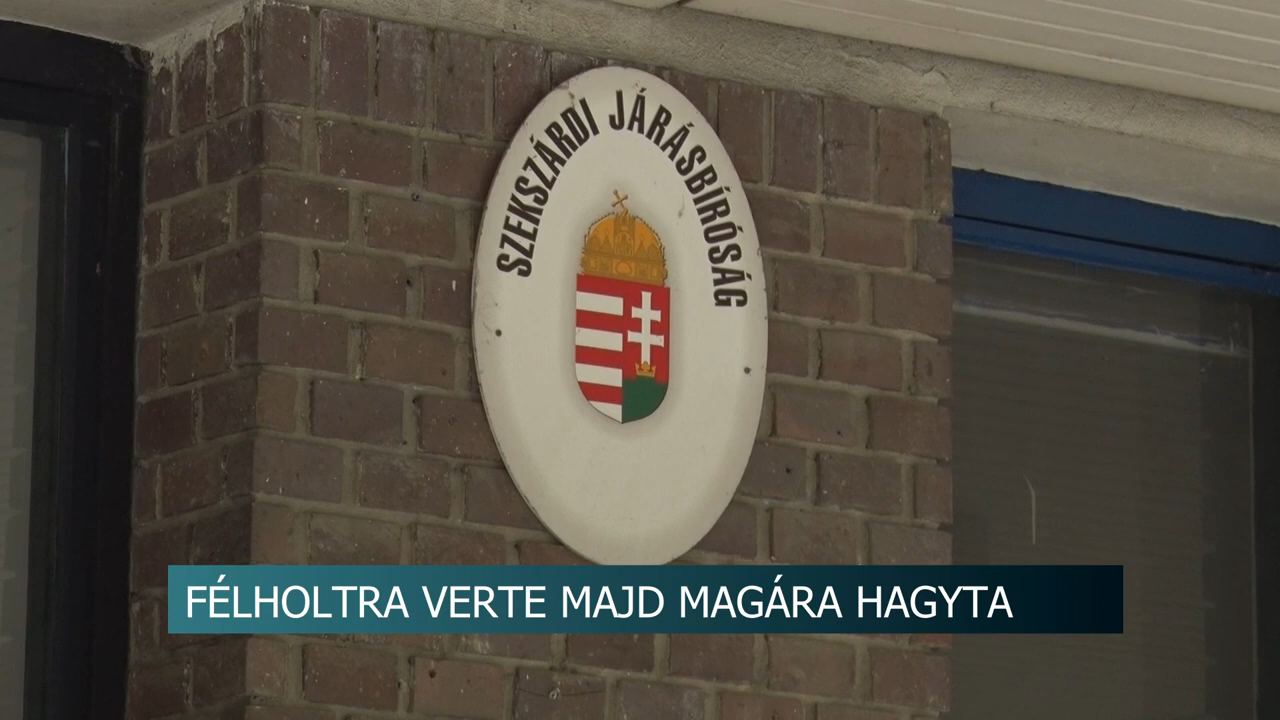 SZEKSZÁRDI JÁRÁSBÍRÓSÁG
FÉLHOLTRA VERTE MAJD MAGÁRA HAGYTA